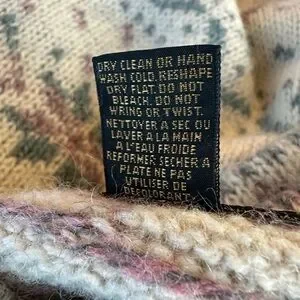 DRY CLEAN OR HAND
WASH COLD. RESHAPE
DRY FLAT. DO NOT
BLEACH. DO NOT
WRING OR TWIST.
NETTOYER A SEC OU
LAVER A LA MAIN
A L'EAU FROIDE
REFORMER SECHER A
PLATE NE PAS
UTILISER DE
DECOLORANT